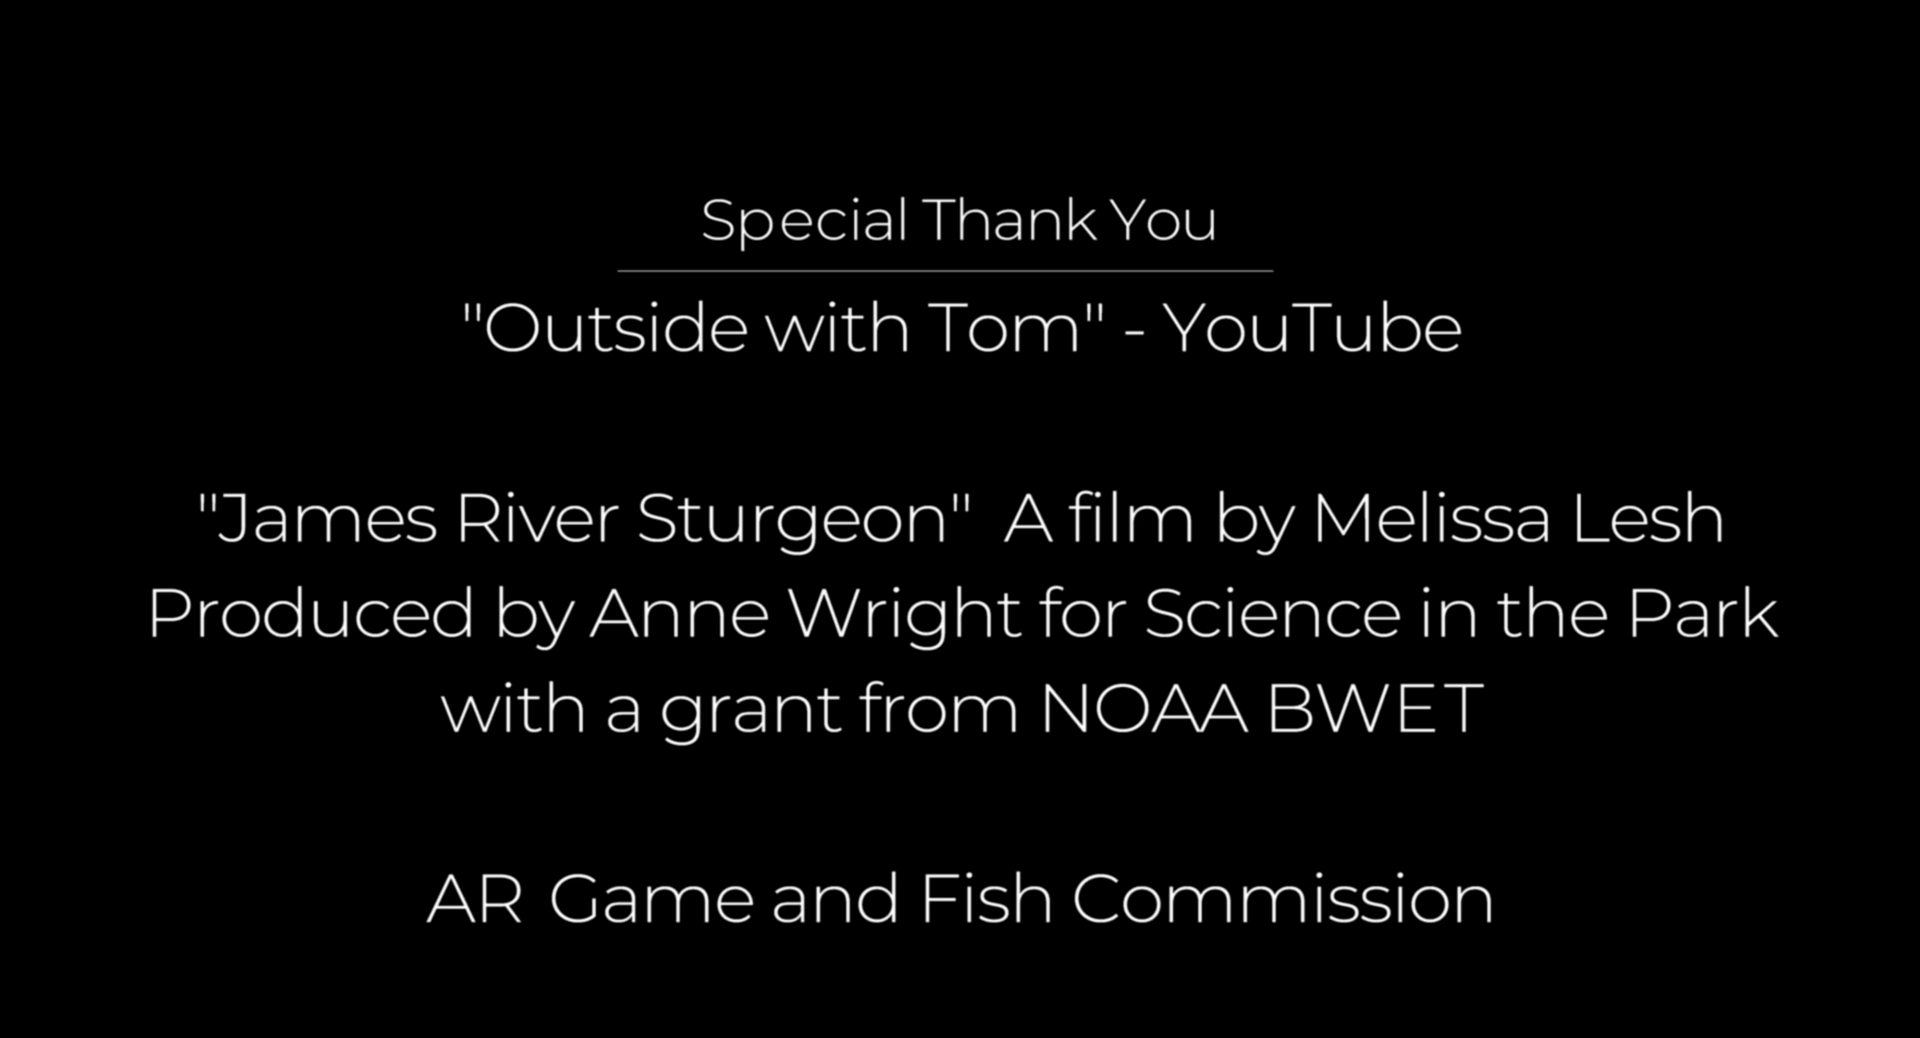 Special Thank You
"Outside with Tom" - YouTube
"James River Sturgeon" A film by Melissa Lesh
Produced by Anne Wright for Science in the Park
with a grant from NOAA BWET
AR Game and Fish Commission